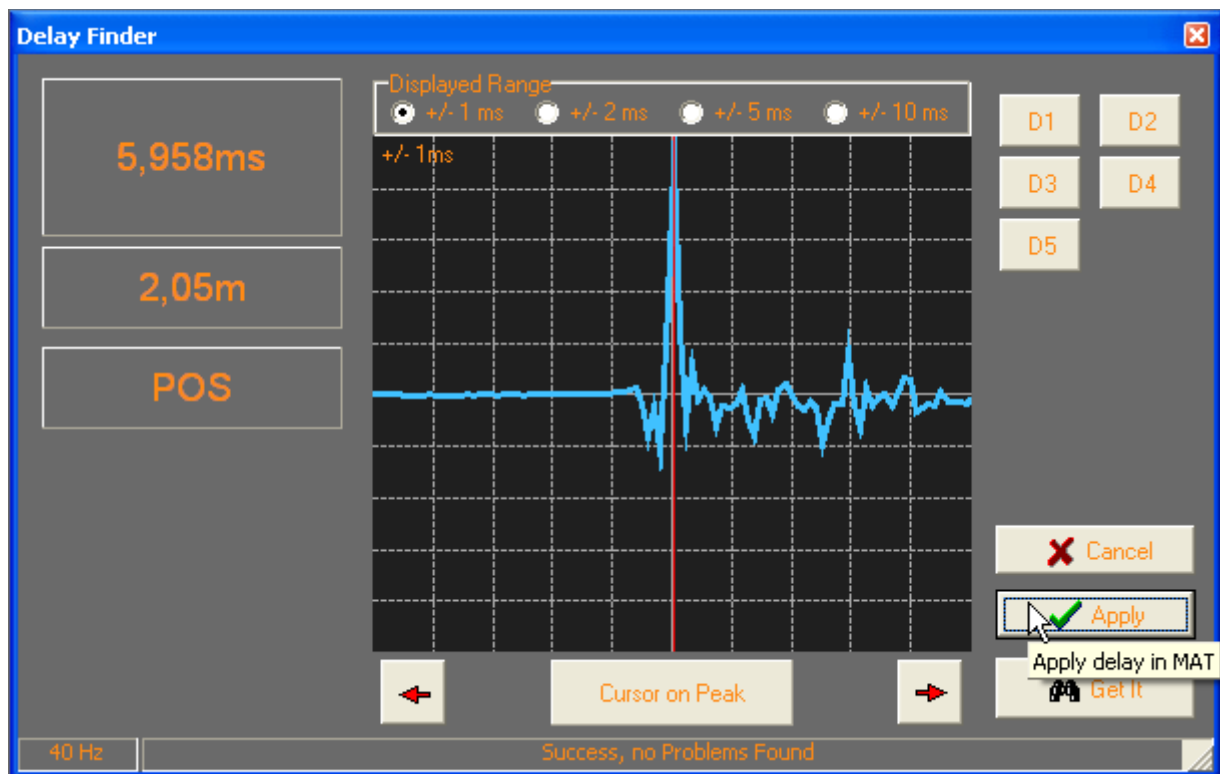 Delay Finder
5,958ms
2,05m
POS
Displayed Range
+/- 1 ms +/- 2 ms +/- 5 ms +/- 10 ms
+/- 1ms
D1 D2
D3 D4
D5
Cancel
Apply
Apply delay in MAT
Get It
Cursor on Peak
40 Hz Success, no Problems Found